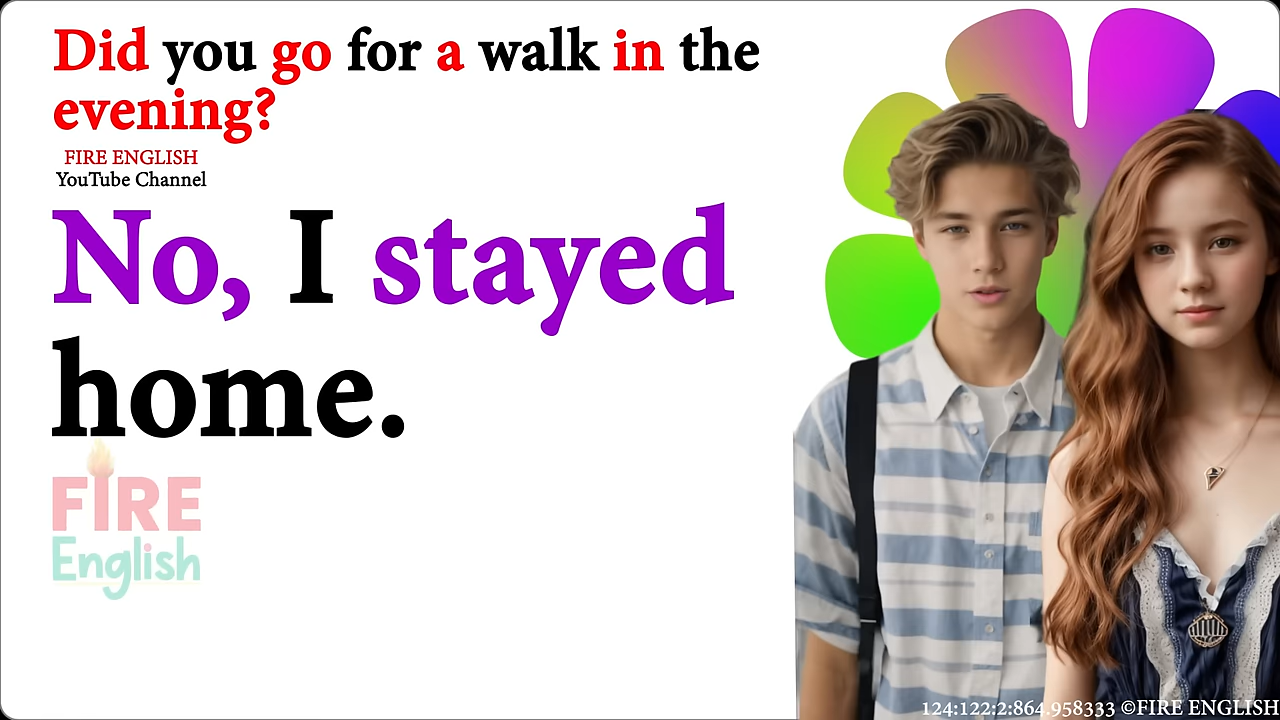 Did you go for a walk in the
evening?
FIRE ENGLISH
YouTube Channel
No, I stayed
home.
FIRE
English
124:122:2:864.958333 ©FIRE ENGLISH